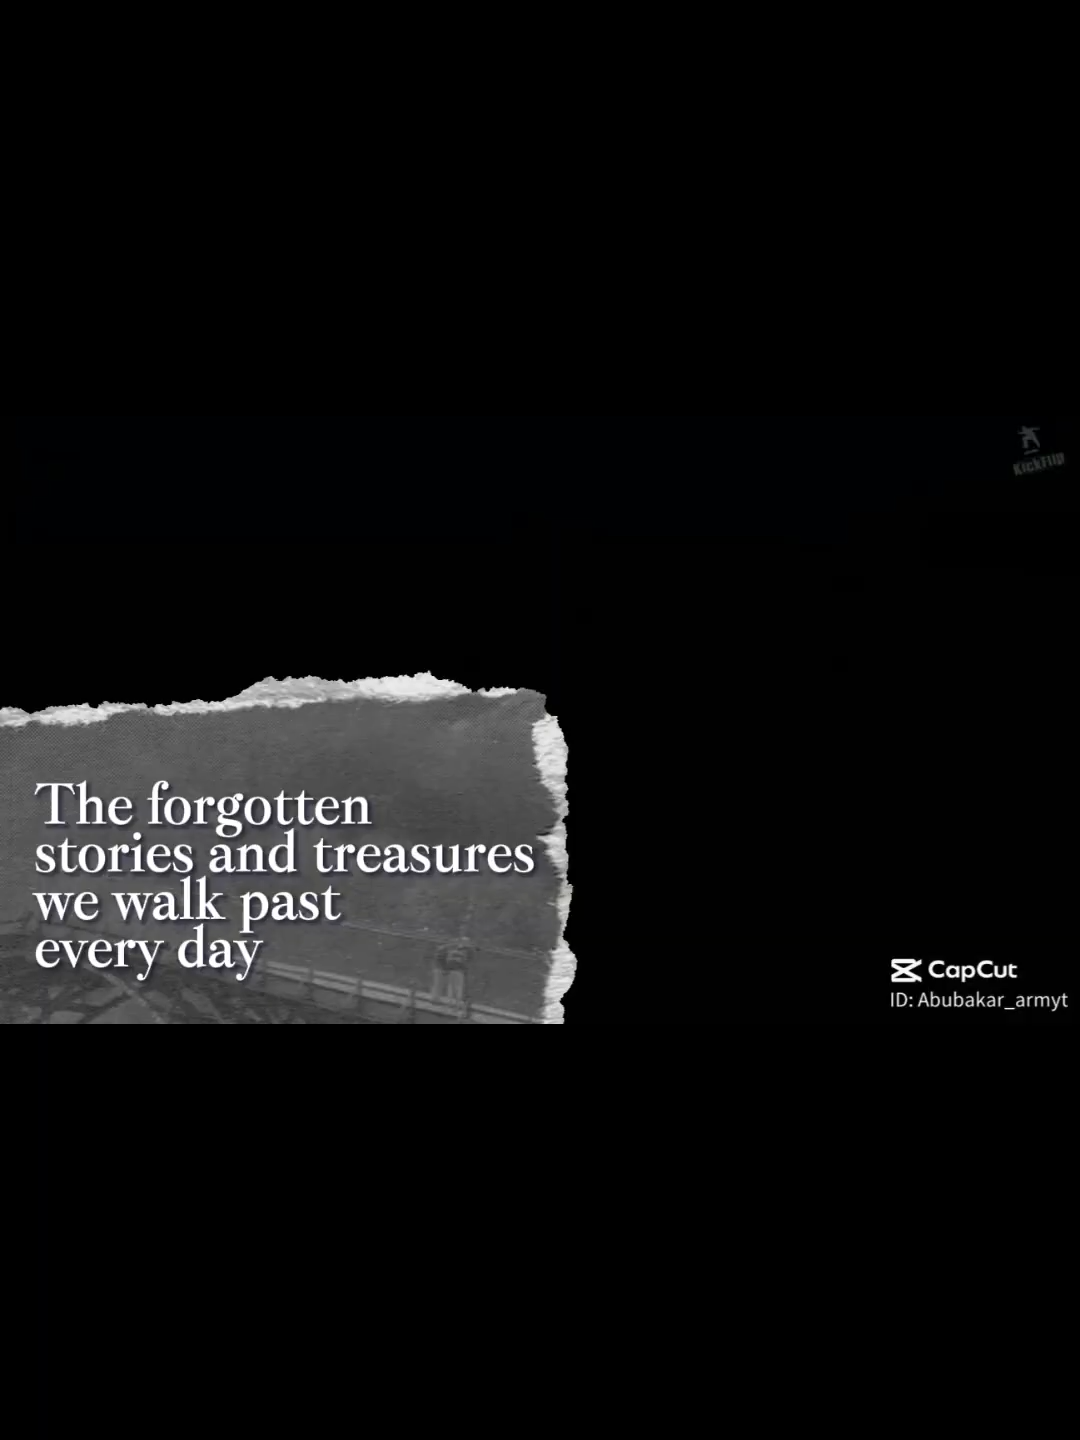 KickFlip
The forgotten
stories and treasures
we walk past
every day
CapCut
ID: Abubakar_armyt